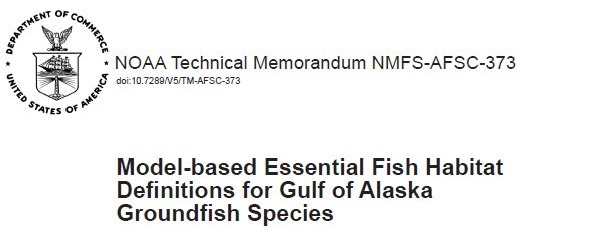 DEPARTMENT OF COMMERCE
UNITED STATES OF AMERICA
NOAA Technical Memorandum NMFS-AFSC-373
doi:10.7289/V5/TM-AFSC-373
Model-based Essential Fish Habitat
Definitions for Gulf of Alaska
Groundfish Species